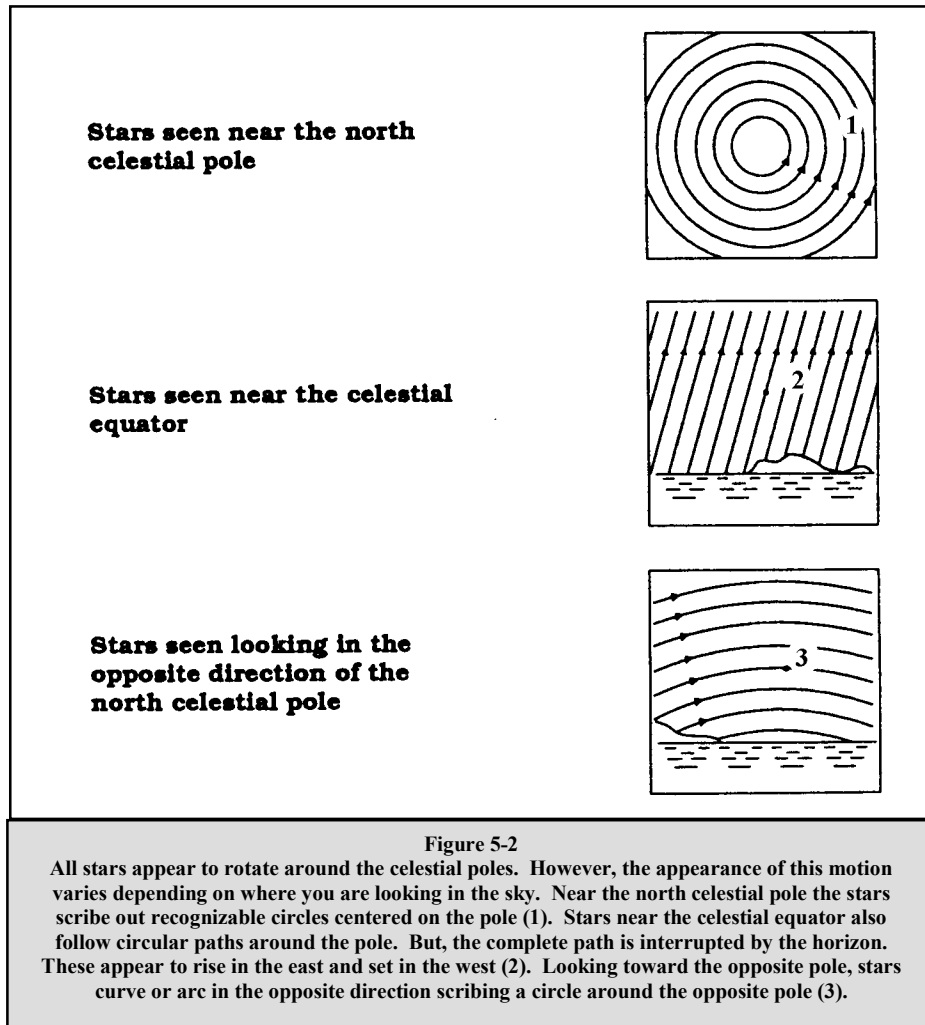 Stars seen near the north
celestial pole
1
Stars seen near the celestial
equator
2
Stars seen looking in the
opposite direction of the
north celestial pole
3
Figure 5-2
All stars appear to rotate around the celestial poles. However, the appearance of this motion
varies depending on where you are looking in the sky. Near the north celestial pole the stars
scribe out recognizable circles centered on the pole (1). Stars near the celestial equator also
follow circular paths around the pole. But, the complete path is interrupted by the horizon.
These appear to rise in the east and set in the west (2). Looking toward the opposite pole, stars
curve or arc in the opposite direction scribing a circle around the opposite pole (3).